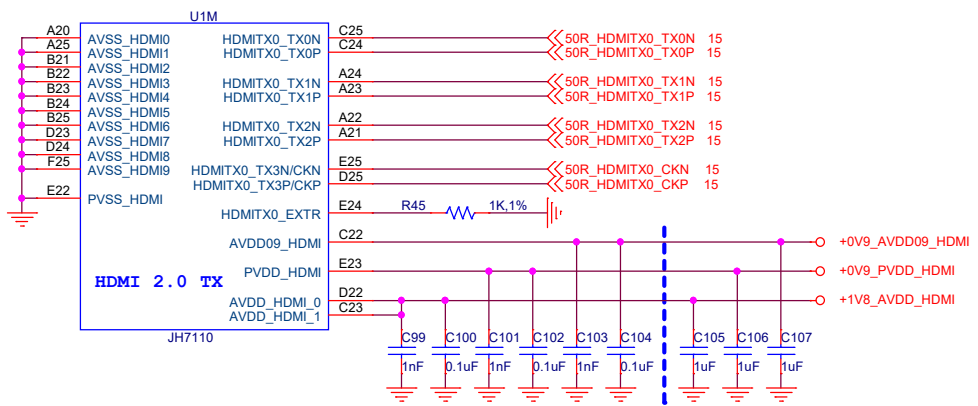 U1M
A20 AVSS_HDMI0
A25 AVSS_HDMI1
B21 AVSS_HDMI2
B22 AVSS_HDMI3
B23 AVSS_HDMI4
B24 AVSS_HDMI5
B25 AVSS_HDMI6
D23 AVSS_HDMI7
D24 AVSS_HDMI8
F25 AVSS_HDMI9
E22 PVSS_HDMI
HDMITX0_TX0N C25 50R_HDMITX0_TX0N 15
HDMITX0_TX0P C24 50R_HDMITX0_TX0P 15
HDMITX0_TX1N A24 50R_HDMITX0_TX1N 15
HDMITX0_TX1P A23 50R_HDMITX0_TX1P 15
HDMITX0_TX2N A22 50R_HDMITX0_TX2N 15
HDMITX0_TX2P A21 50R_HDMITX0_TX2P 15
HDMITX0_TX3N/CKN E25 50R_HDMITX0_CKN 15
HDMITX0_TX3P/CKP D25 50R_HDMITX0_CKP 15
HDMITX0_EXTR E24 R45 1K,1%
AVDD09_HDMI C22 +0V9_AVDD09_HDMI
PVDD_HDMI E23 +0V9_PVDD_HDMI
AVDD_HDMI_0 D22 +1V8_AVDD_HDMI
AVDD_HDMI_1 C23
HDMI 2.0 TX
JH7110
C99 C100 C101 C102 C103 C104 C105 C106 C107
1nF 0.1uF 1nF 0.1uF 1nF 0.1uF 1uF 1uF 1uF